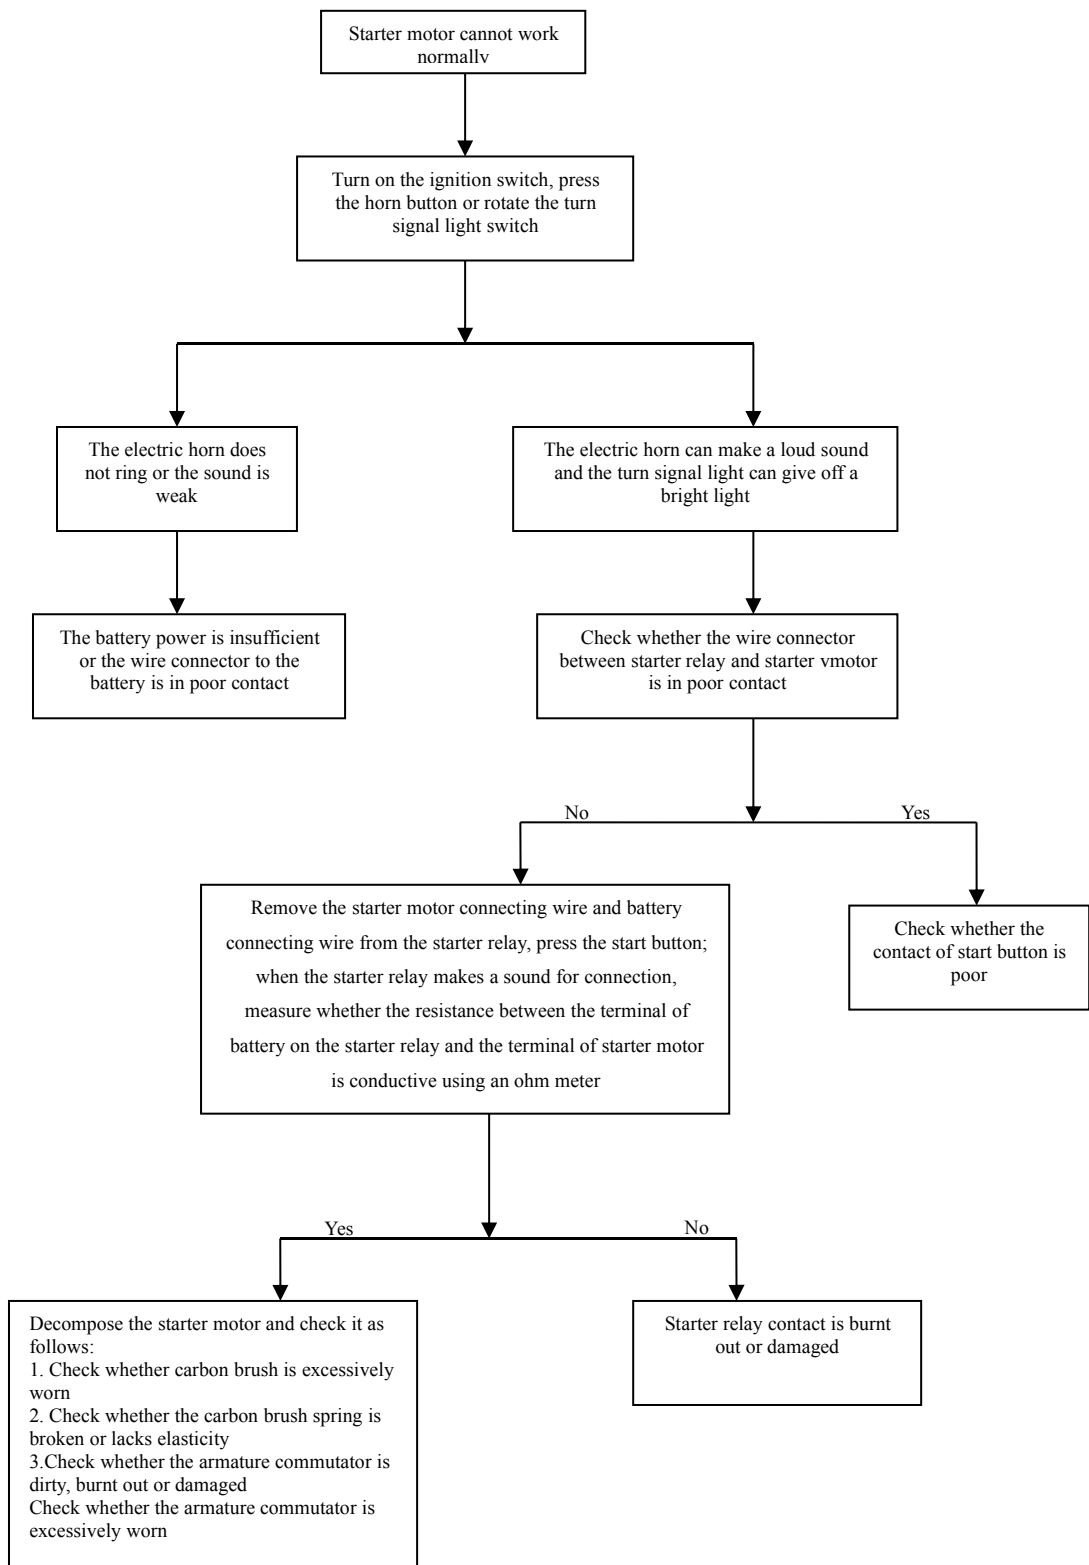 Starter motor cannot work
normally
Turn on the ignition switch, press
the horn button or rotate the turn
signal light switch
The electric horn does
not ring or the sound is
weak
The electric horn can make a loud sound
and the turn signal light can give off a
bright light
The battery power is insufficient
or the wire connector to the
battery is in poor contact
Check whether the wire connector
between starter relay and starter vmotor
is in poor contact
No
Yes
Remove the starter motor connecting wire and battery
connecting wire from the starter relay, press the start button;
when the starter relay makes a sound for connection,
measure whether the resistance between the terminal of
battery on the starter relay and the terminal of starter motor
is conductive using an ohm meter
Check whether the
contact of start button is
poor
Yes
No
Decompose the starter motor and check it as
follows:
1. Check whether carbon brush is excessively
worn
2. Check whether the carbon brush spring is
broken or lacks elasticity
3.Check whether the armature commutator is
dirty, burnt out or damaged
Check whether the armature commutator is
excessively worn
Starter relay contact is burnt
out or damaged